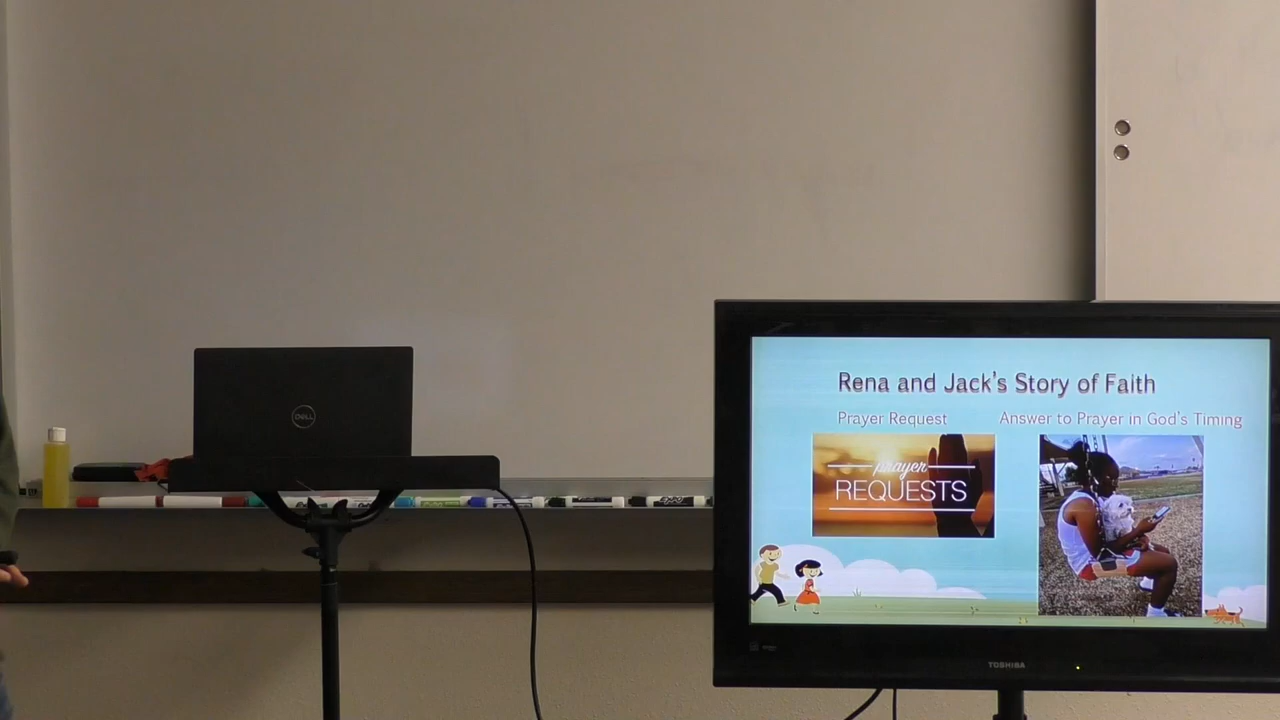 Rena and Jack's Story of Faith
Prayer Request
Answer to Prayer in God's Timing
prayer
REQUESTS
DELL
TOSHIBA